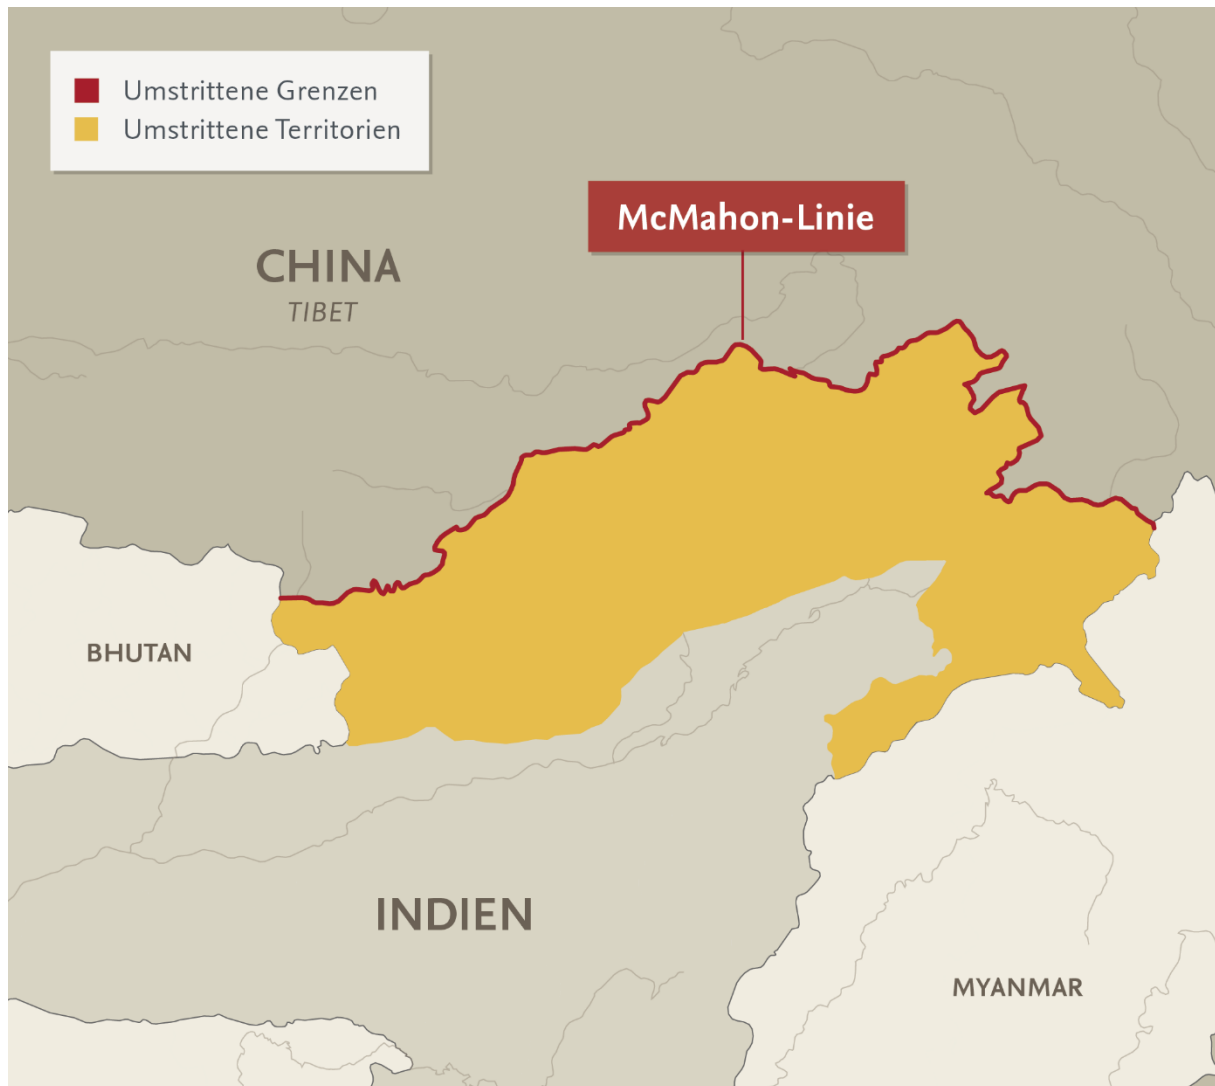 Umstrittene Grenzen
Umstrittene Territorien
McMahon-Linie
CHINA
TIBET
BHUTAN
INDIEN
MYANMAR